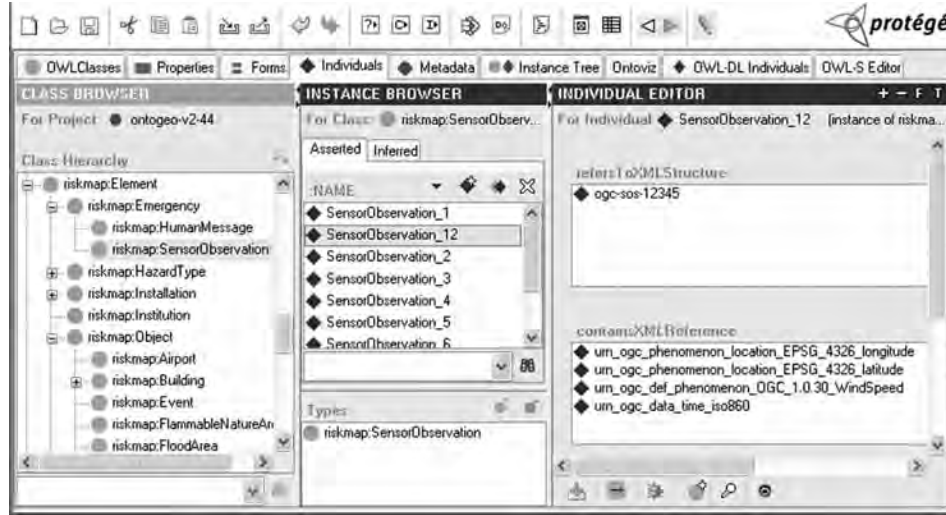 protégé
OWLClasses Properties Forms Individuals Metadata Instance Tree Ontoviz OWL-DL Individuals OWL-S Editor
CLASS BROWSER
For Project: ontogeo-v2-44
Class Hierarchy
riskmap:Element
riskmap:Emergency
riskmap:HumanMessage
riskmap:SensorObservation
riskmap:HazardType
riskmap:Installation
riskmap:Institution
riskmap:Object
riskmap:Airport
riskmap:Building
riskmap:Event
riskmap:FlammableNatureAr
riskmap:FloodArea
INSTANCE BROWSER
For Class: riskmap:SensorObserv...
Asserted Inferred
:NAME
SensorObservation_1
SensorObservation_12
SensorObservation_2
SensorObservation_3
SensorObservation_4
SensorObservation_5
SensorObservation_6
Types
riskmap:SensorObservation
INDIVIDUAL EDITOR + − F T
For Individual SensorObservation_12 (instance of riskma...
refersToXMLStructure
ogc-sos-12345
containsXMLReference
urn_ogc_phenomenon_location_EPSG_4326_longitude
urn_ogc_phenomenon_location_EPSG_4326_latitude
urn_ogc_def_phenomenon_OGC_1.0.30_WindSpeed
urn_ogc_data_time_iso860